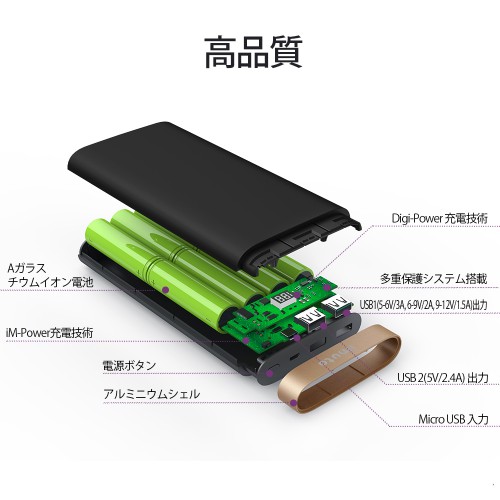 高品質
Digi-Power 充電技術
Aガラス
チウムイオン電池
多重保護システム搭載
USB1(5-6V/3A, 6-9V/2A, 9-12V/1.5A)出力
iM-Power充電技術
電源ボタン
アルミニウムシェル
USB 2(5V/2.4A) 出力
Micro USB 入力